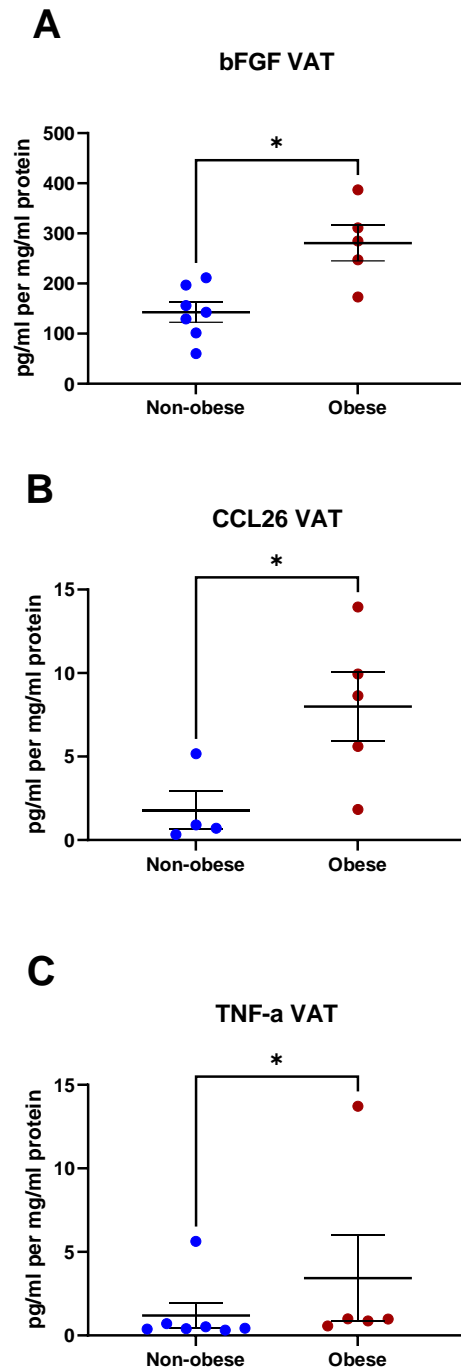 A
bFGF VAT
*
500
400
300
200
100
0
pg/ml per mg/ml protein
Non-obese Obese
B
CCL26 VAT
*
15
10
5
0
pg/ml per mg/ml protein
Non-obese Obese
C
TNF-a VAT
*
15
10
5
0
pg/ml per mg/ml protein
Non-obese Obese